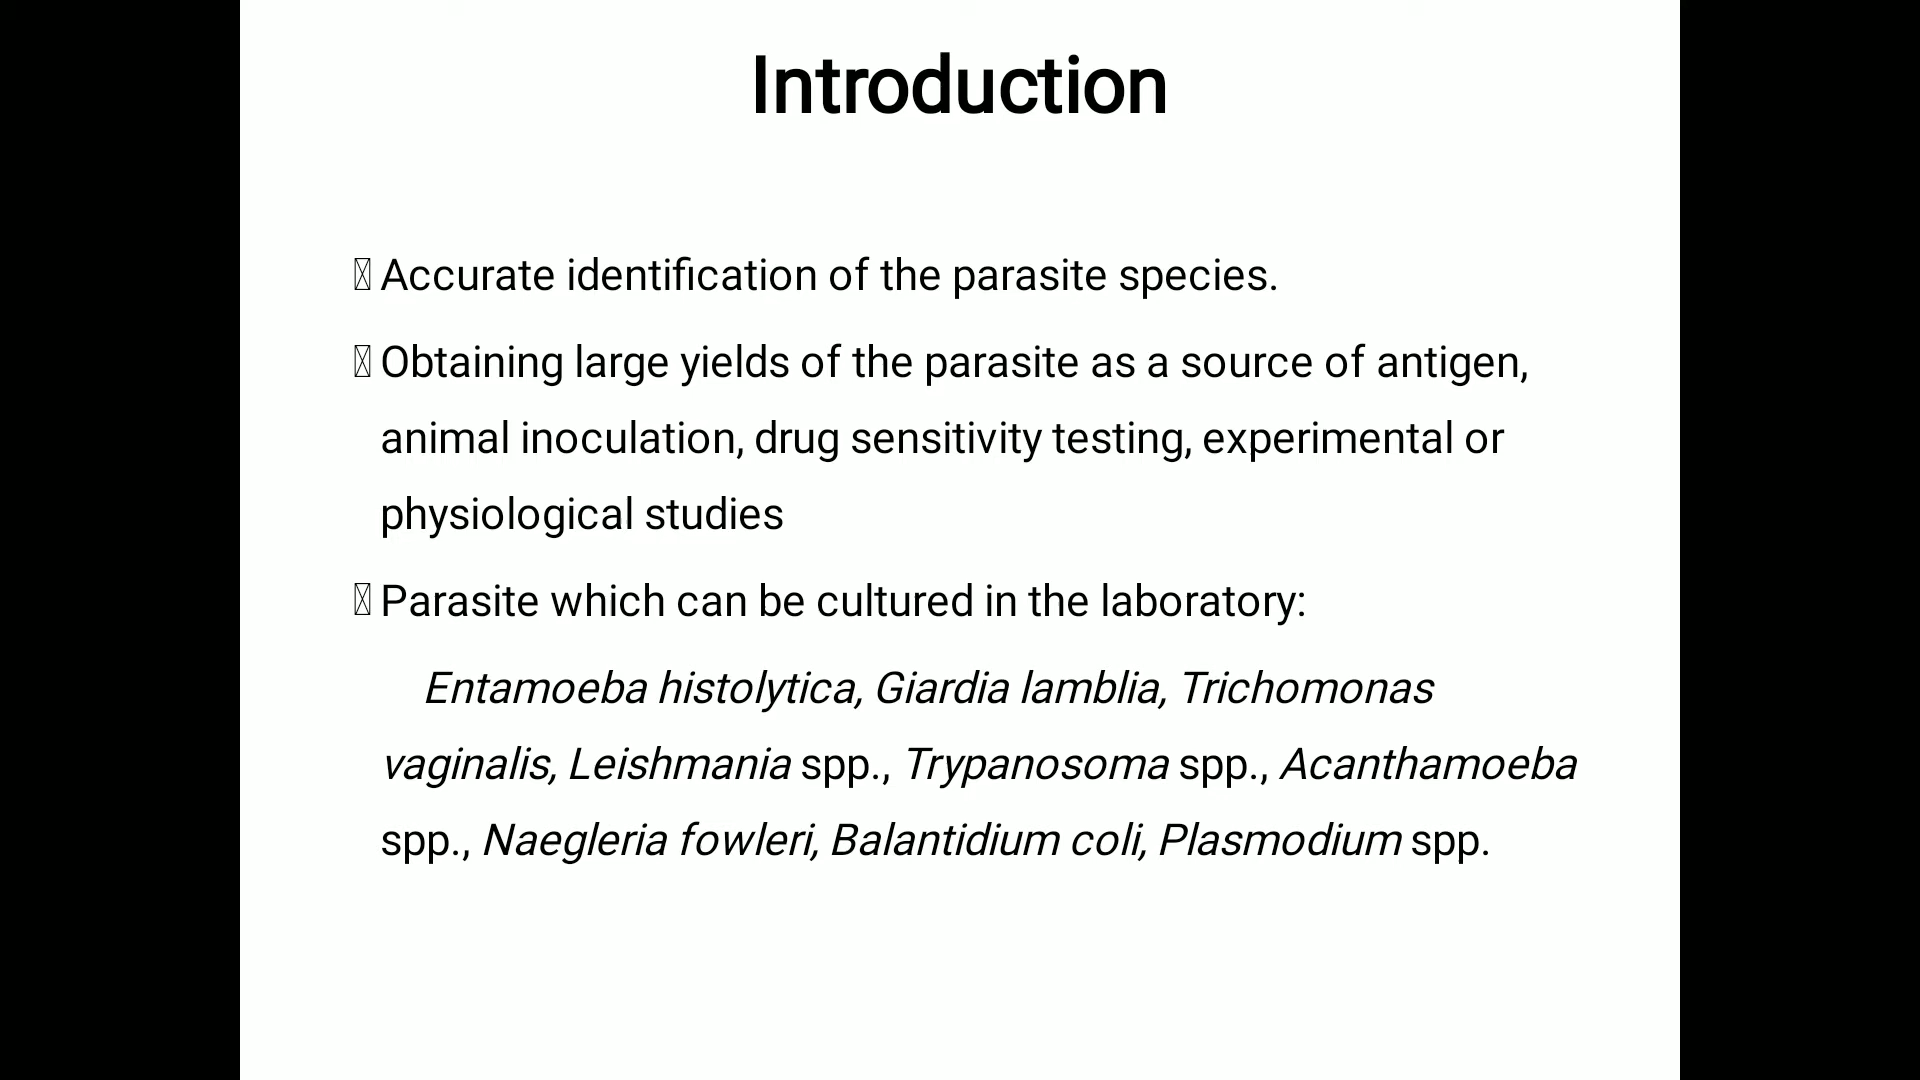 Introduction
Accurate identification of the parasite species.
Obtaining large yields of the parasite as a source of antigen,
animal inoculation, drug sensitivity testing, experimental or
physiological studies
Parasite which can be cultured in the laboratory:
Entamoeba histolytica, Giardia lamblia, Trichomonas
vaginalis, Leishmania spp., Trypanosoma spp., Acanthamoeba
spp., Naegleria fowleri, Balantidium coli, Plasmodium spp.